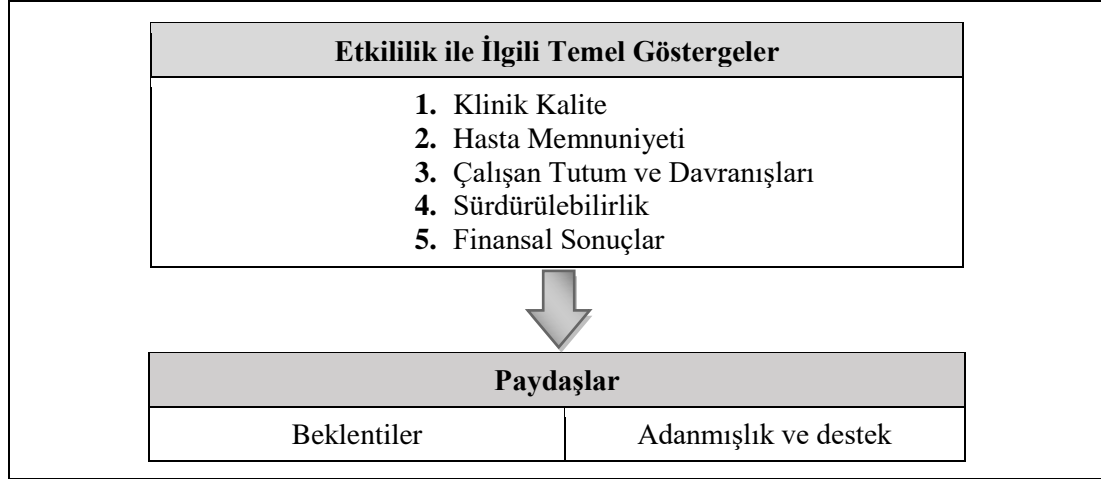 Etkililik ile İlgili Temel Göstergeler
1. Klinik Kalite
2. Hasta Memnuniyeti
3. Çalışan Tutum ve Davranışları
4. Sürdürülebilirlik
5. Finansal Sonuçlar
Paydaşlar
Beklentiler
Adanmışlık ve destek